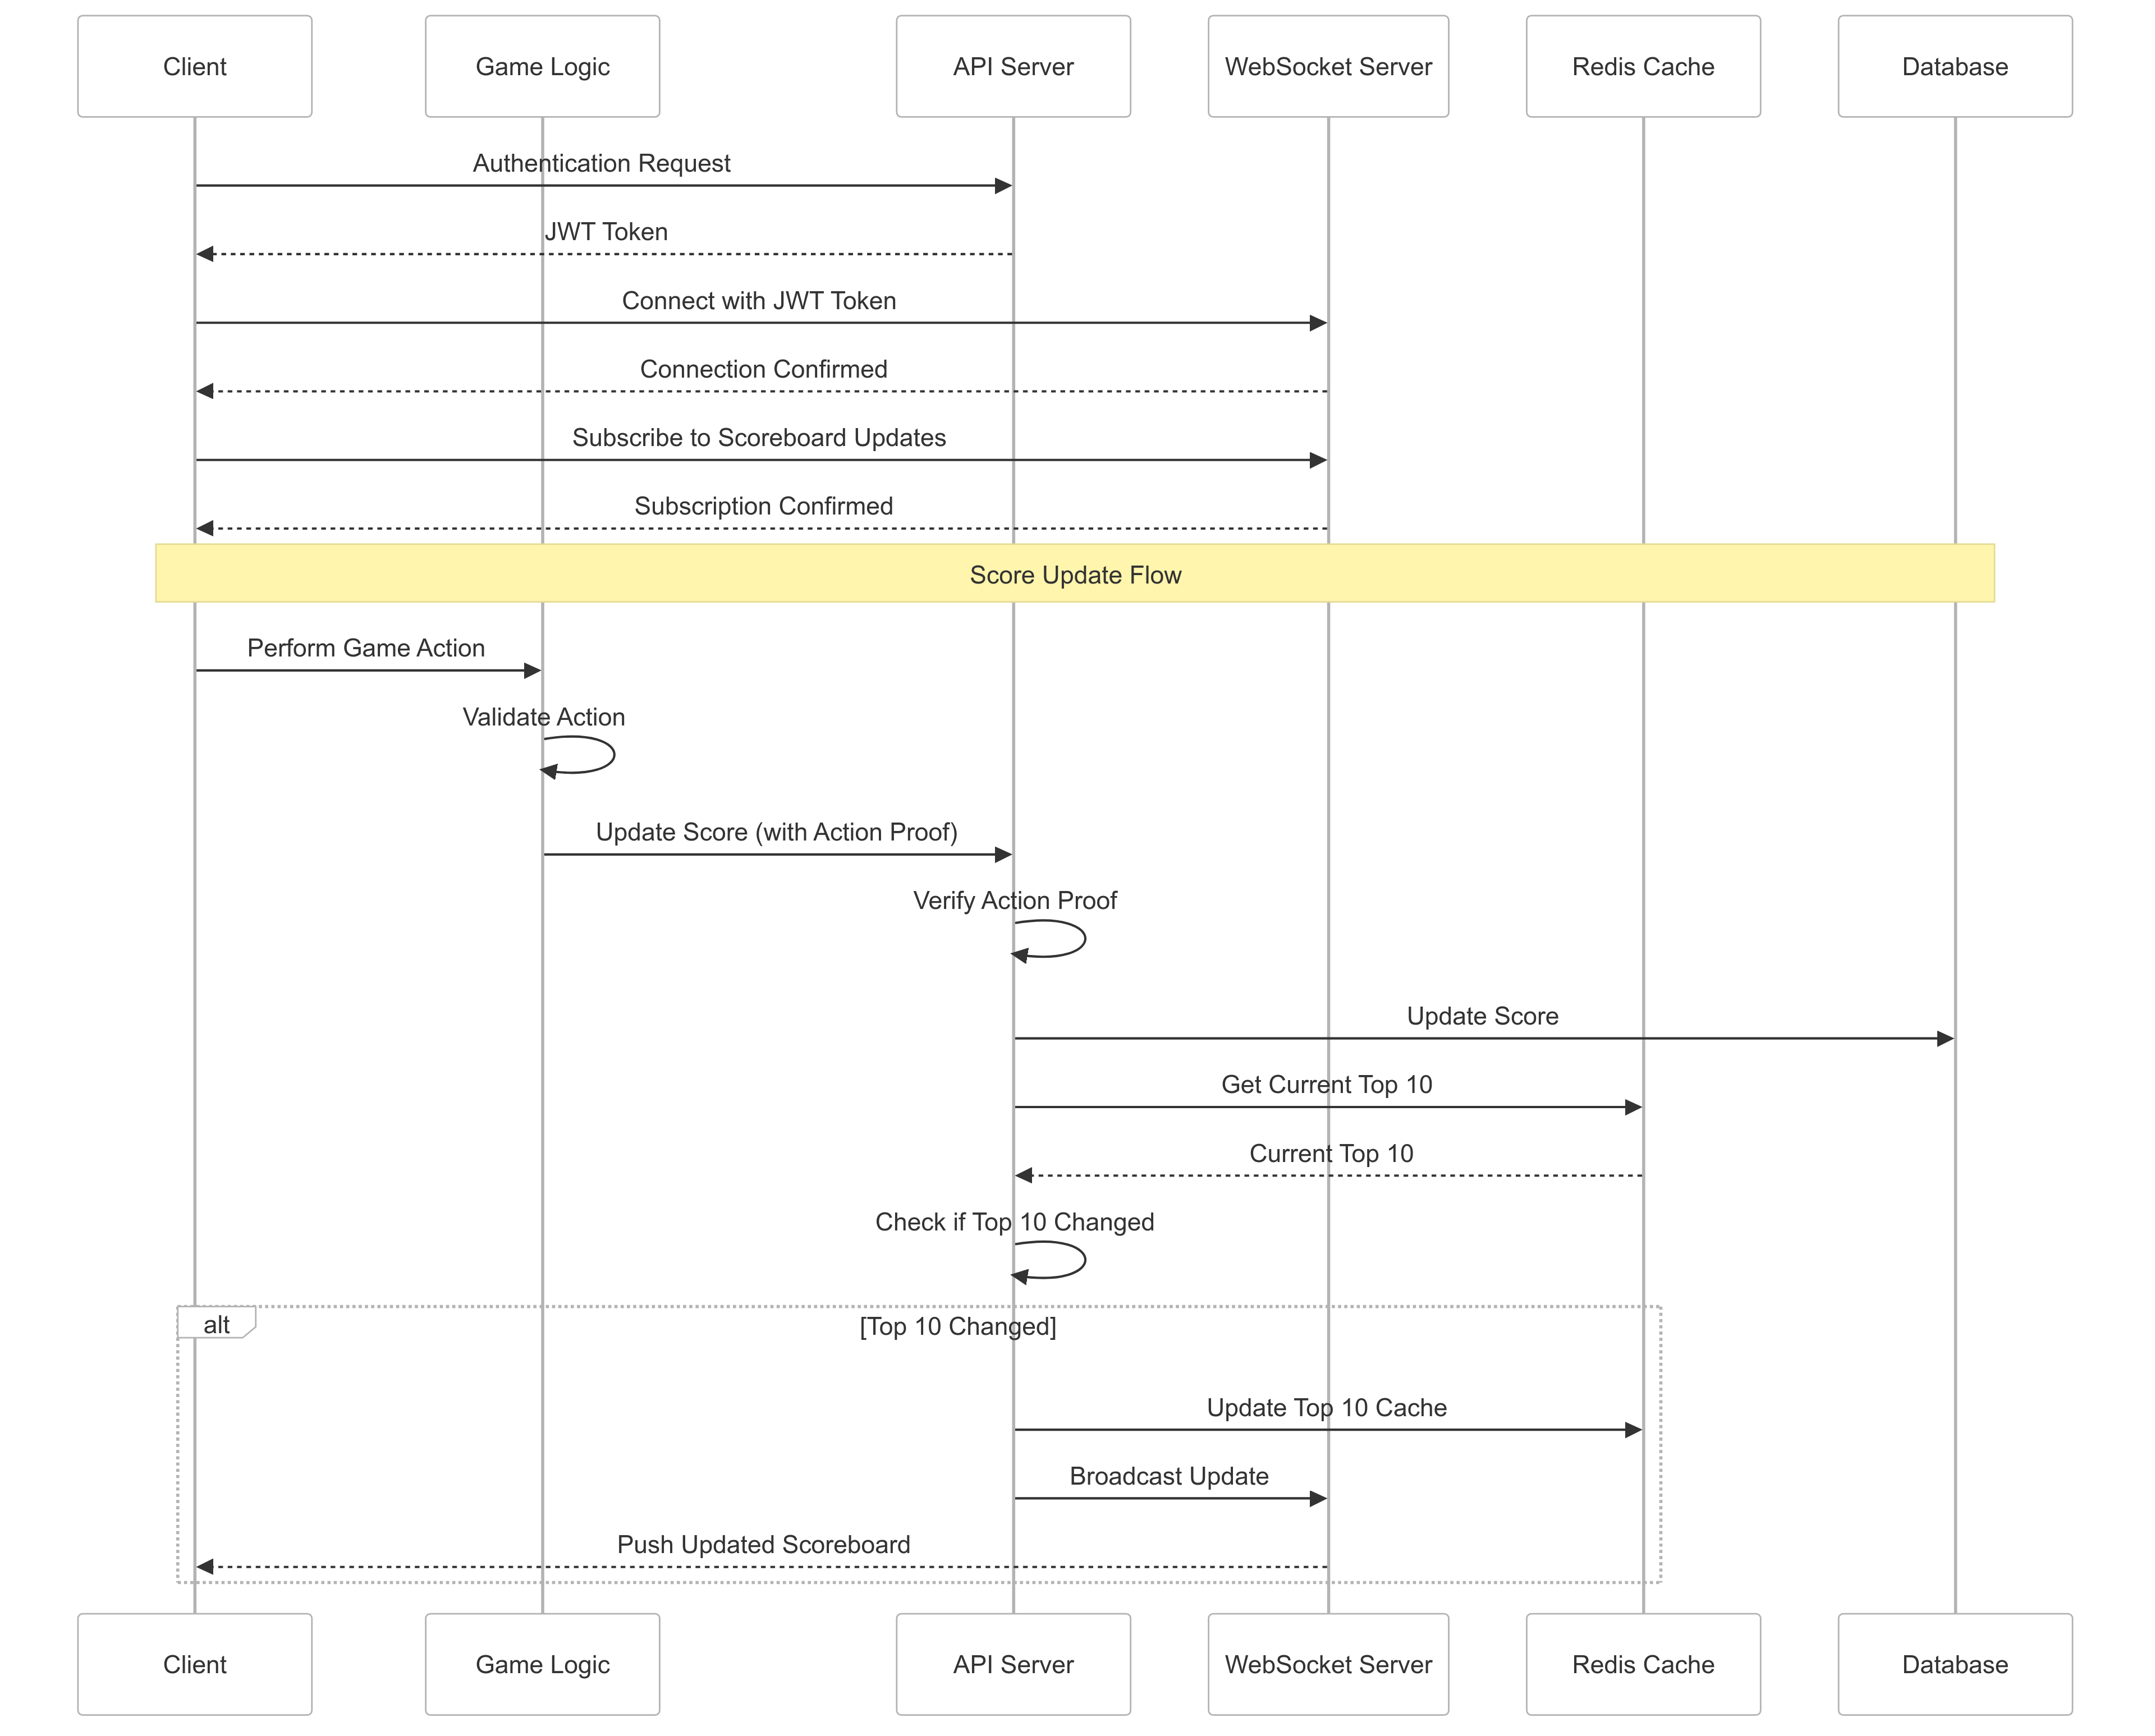 Client
Game Logic
API Server
WebSocket Server
Redis Cache
Database
Authentication Request
JWT Token
Connect with JWT Token
Connection Confirmed
Subscribe to Scoreboard Updates
Subscription Confirmed
Score Update Flow
Perform Game Action
Validate Action
Update Score (with Action Proof)
Verify Action Proof
Update Score
Get Current Top 10
Current Top 10
Check if Top 10 Changed
alt
[Top 10 Changed]
Update Top 10 Cache
Broadcast Update
Push Updated Scoreboard
Client
Game Logic
API Server
WebSocket Server
Redis Cache
Database